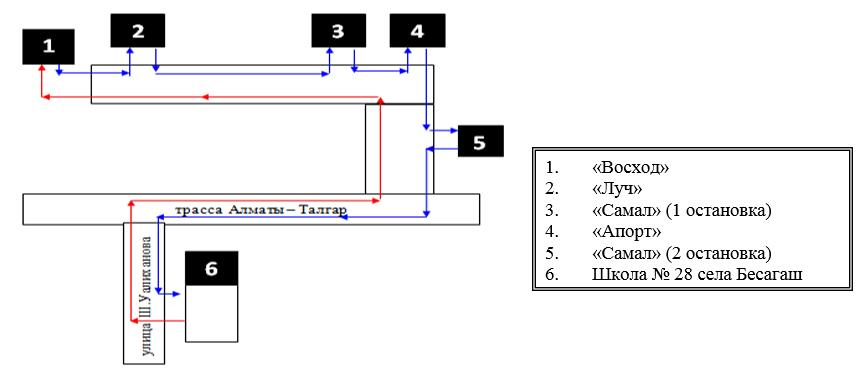 1
2
3
4
5
6
трасса Алматы – Талгар
улица Ш.Уалиханова
1. «Восход»
2. «Луч»
3. «Самал» (1 остановка)
4. «Апорт»
5. «Самал» (2 остановка)
6. Школа № 28 села Бесагаш